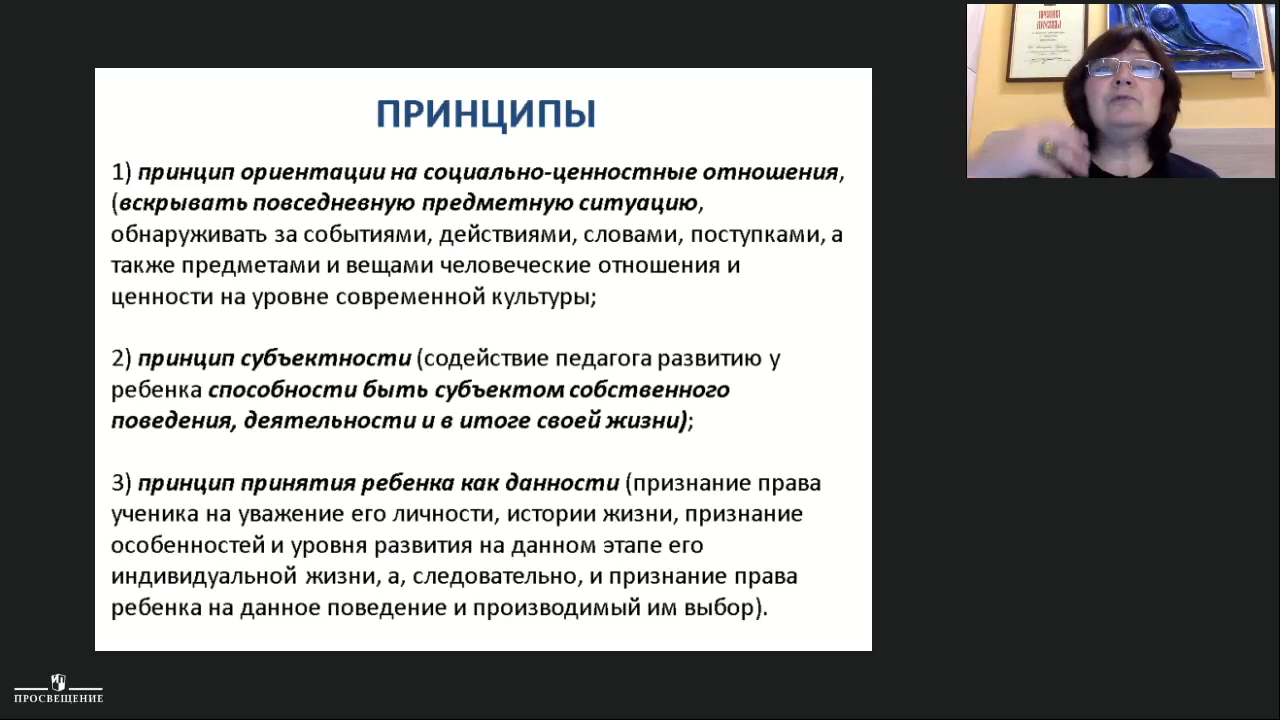 ПРИНЦИПЫ
1) принцип ориентации на социально-ценностные отношения,
(вскрывать повседневную предметную ситуацию,
обнаруживать за событиями, действиями, словами, поступками, а
также предметами и вещами человеческие отношения и
ценности на уровне современной культуры;
2) принцип субъектности (содействие педагога развитию у
ребенка способности быть субъектом собственного
поведения, деятельности и в итоге своей жизни);
3) принцип принятия ребенка как данности (признание права
ученика на уважение его личности, истории жизни, признание
особенностей и уровня развития на данном этапе его
индивидуальной жизни, а, следовательно, и признание права
ребенка на данное поведение и производимый им выбор).
ПРОСВЕЩЕНИЕ